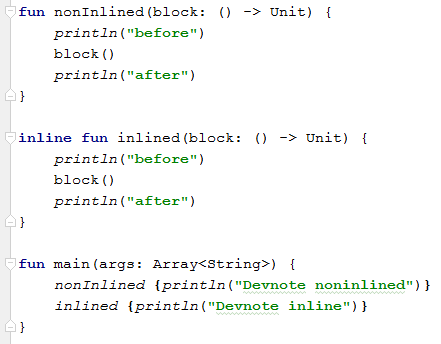 fun nonInlined(block: () -> Unit) {
    println("before")
    block()
    println("after")
}
inline fun inlined(block: () -> Unit) {
    println("before")
    block()
    println("after")
}
fun main(args: Array<String>) {
    nonInlined {println("Devnote noninlined")}
    inlined {println("Devnote inline")}
}